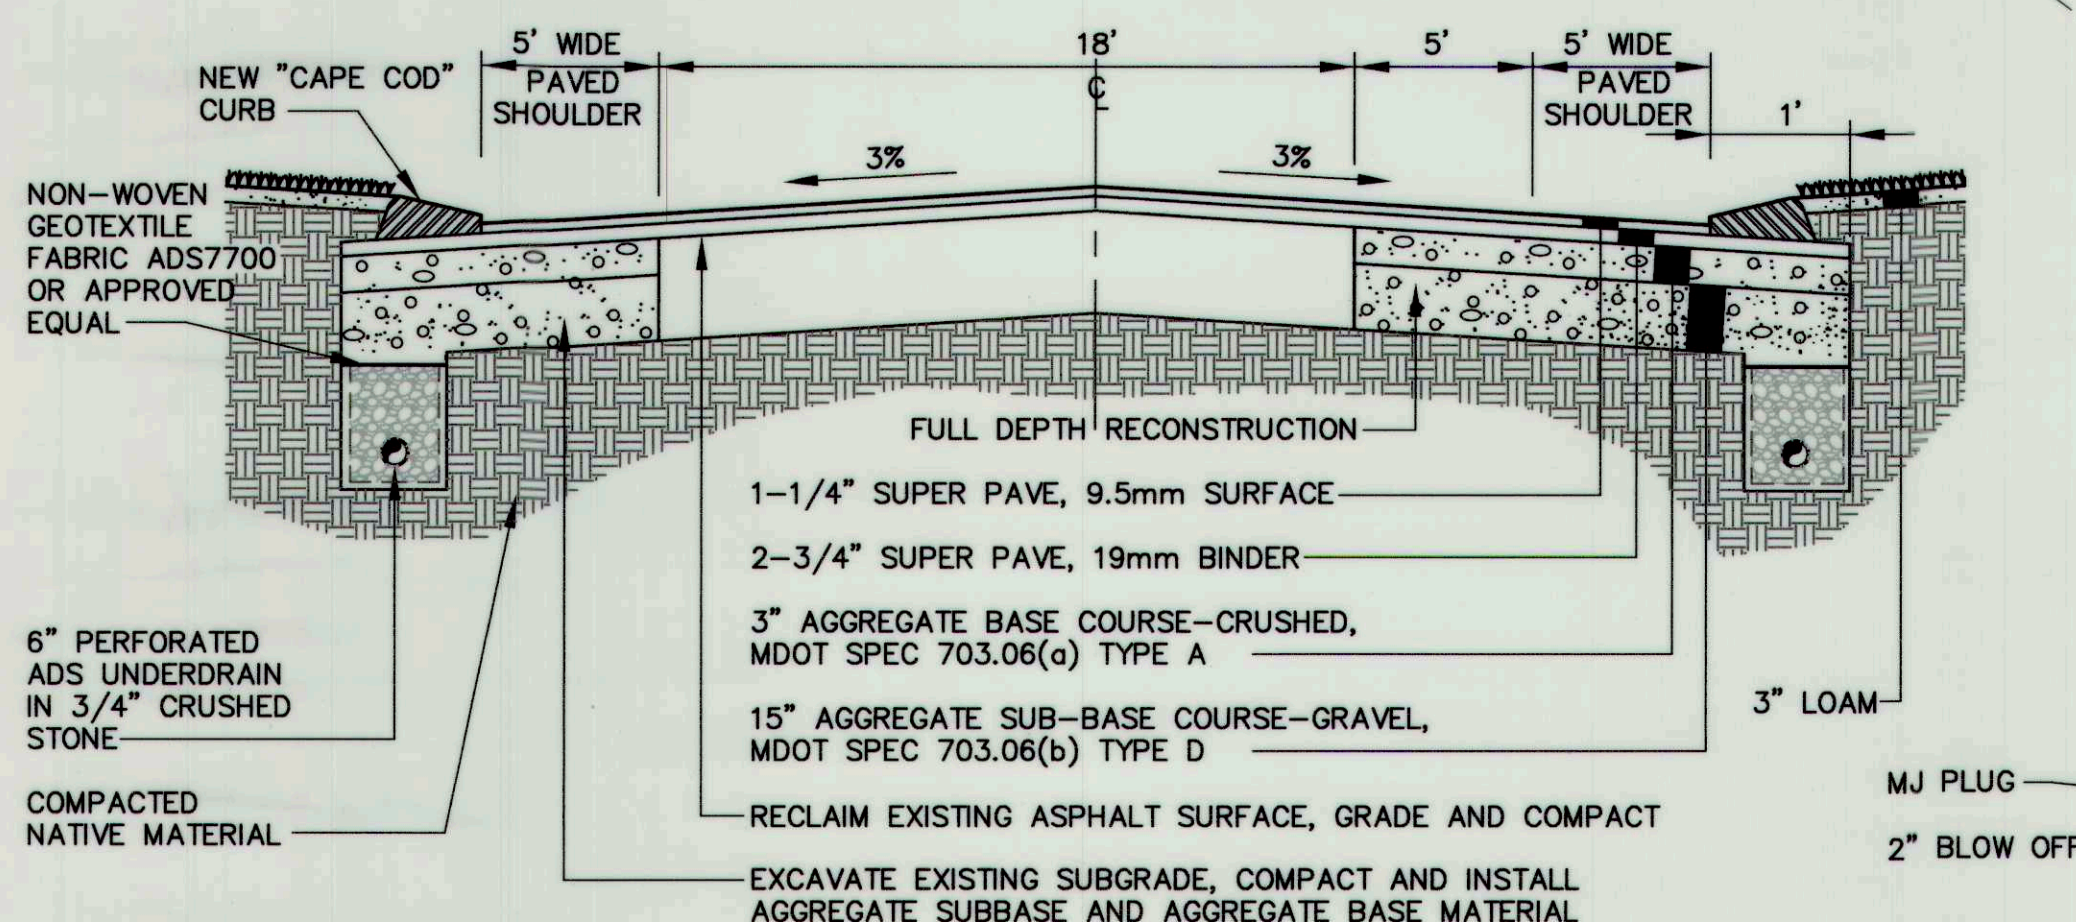 5' WIDE
PAVED
SHOULDER
18'
℄
5'
5' WIDE
PAVED
SHOULDER
1'
NEW "CAPE COD"
CURB
3%
3%
NON-WOVEN
GEOTEXTILE
FABRIC ADS7700
OR APPROVED
EQUAL
FULL DEPTH RECONSTRUCTION
1-1/4" SUPER PAVE, 9.5mm SURFACE
2-3/4" SUPER PAVE, 19mm BINDER
3" AGGREGATE BASE COURSE-CRUSHED,
MDOT SPEC 703.06(a) TYPE A
15" AGGREGATE SUB-BASE COURSE-GRAVEL,
MDOT SPEC 703.06(b) TYPE D
RECLAIM EXISTING ASPHALT SURFACE, GRADE AND COMPACT
EXCAVATE EXISTING SUBGRADE, COMPACT AND INSTALL
AGGREGATE SUBBASE AND AGGREGATE BASE MATERIAL
6" PERFORATED
ADS UNDERDRAIN
IN 3/4" CRUSHED
STONE
COMPACTED
NATIVE MATERIAL
3" LOAM
MJ PLUG
2" BLOW OFF